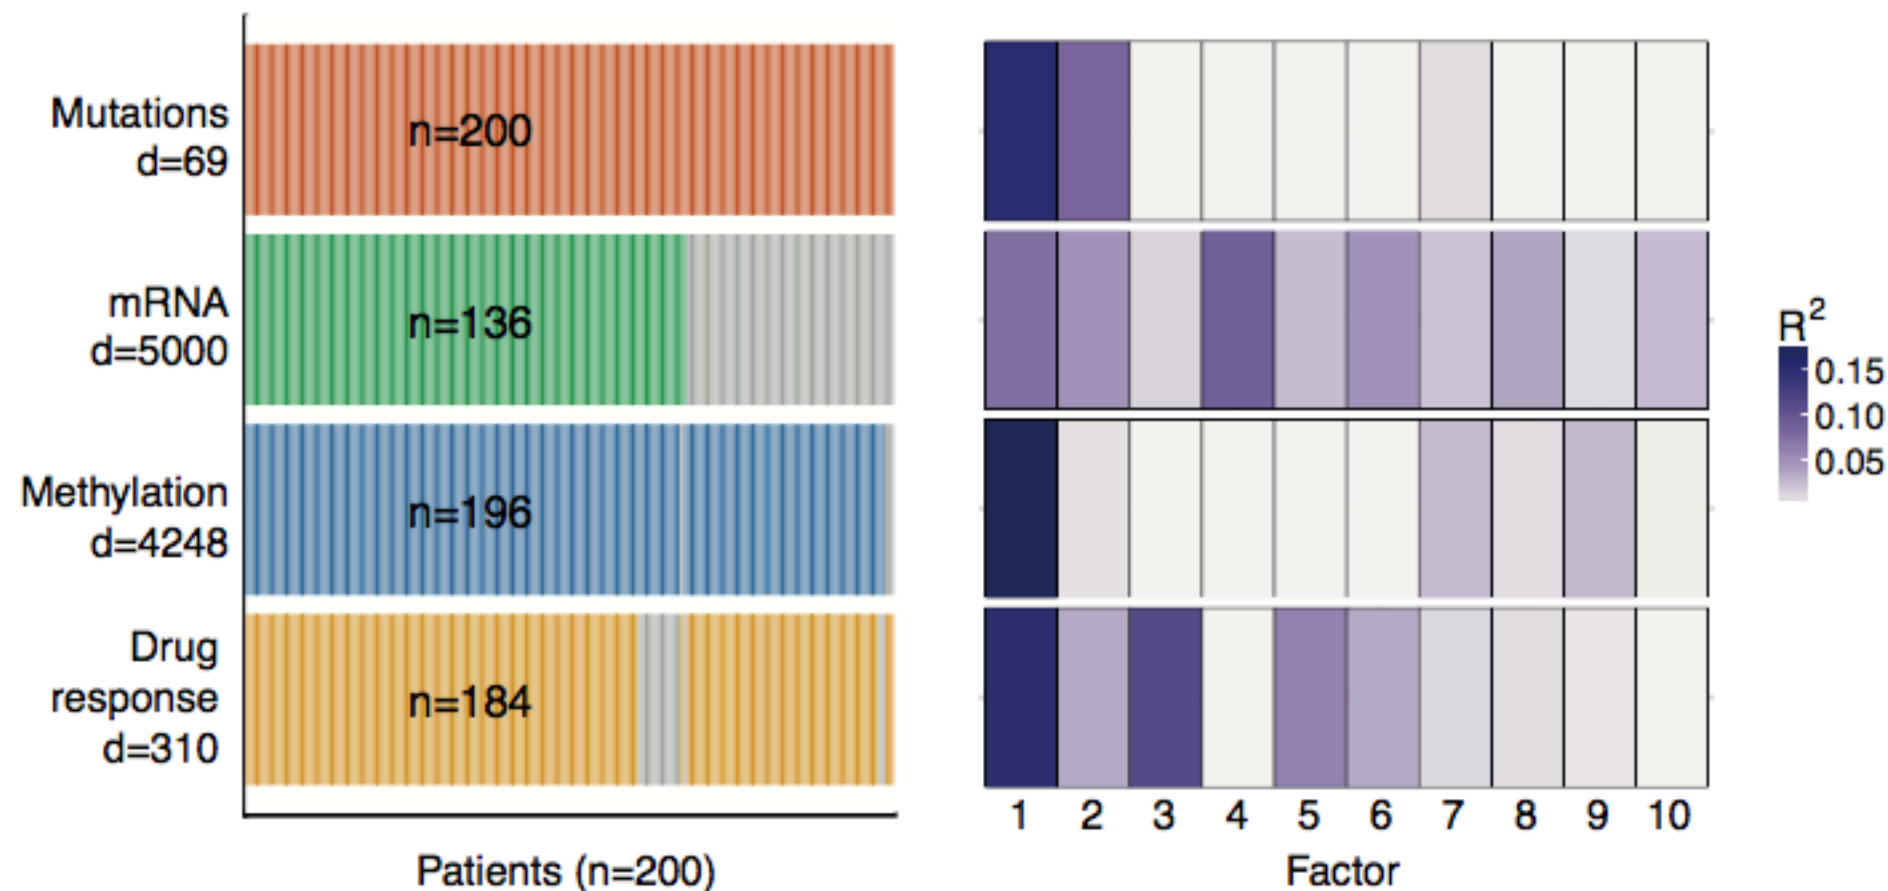 Mutations
d=69
n=200
mRNA
d=5000
n=136
Methylation
d=4248
n=196
Drug
response
d=310
n=184
Patients (n=200)
1 2 3 4 5 6 7 8 9 10
Factor
R²
0.15
0.10
0.05